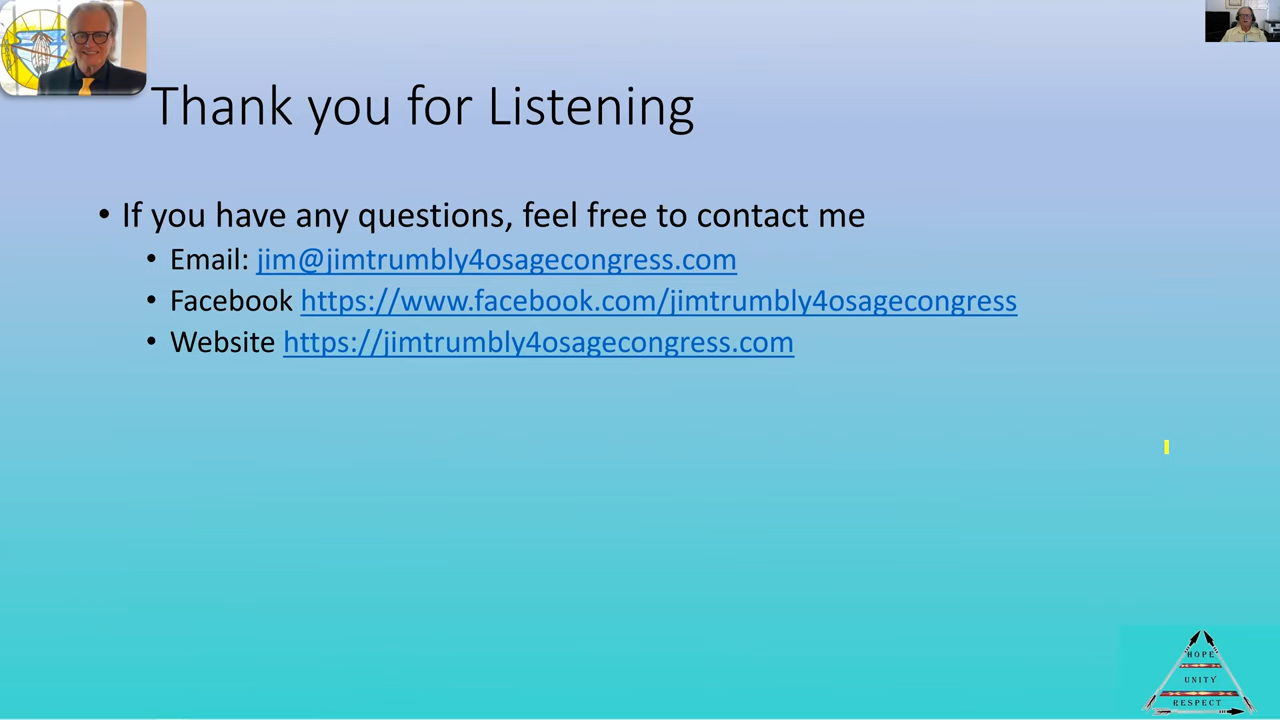 Thank you for Listening
• If you have any questions, feel free to contact me
• Email: jim@jimtrumbly4osagecongress.com
• Facebook https://www.facebook.com/jimtrumbly4osagecongress
• Website https://jimtrumbly4osagecongress.com
HOPE
UNITY
RESPECT